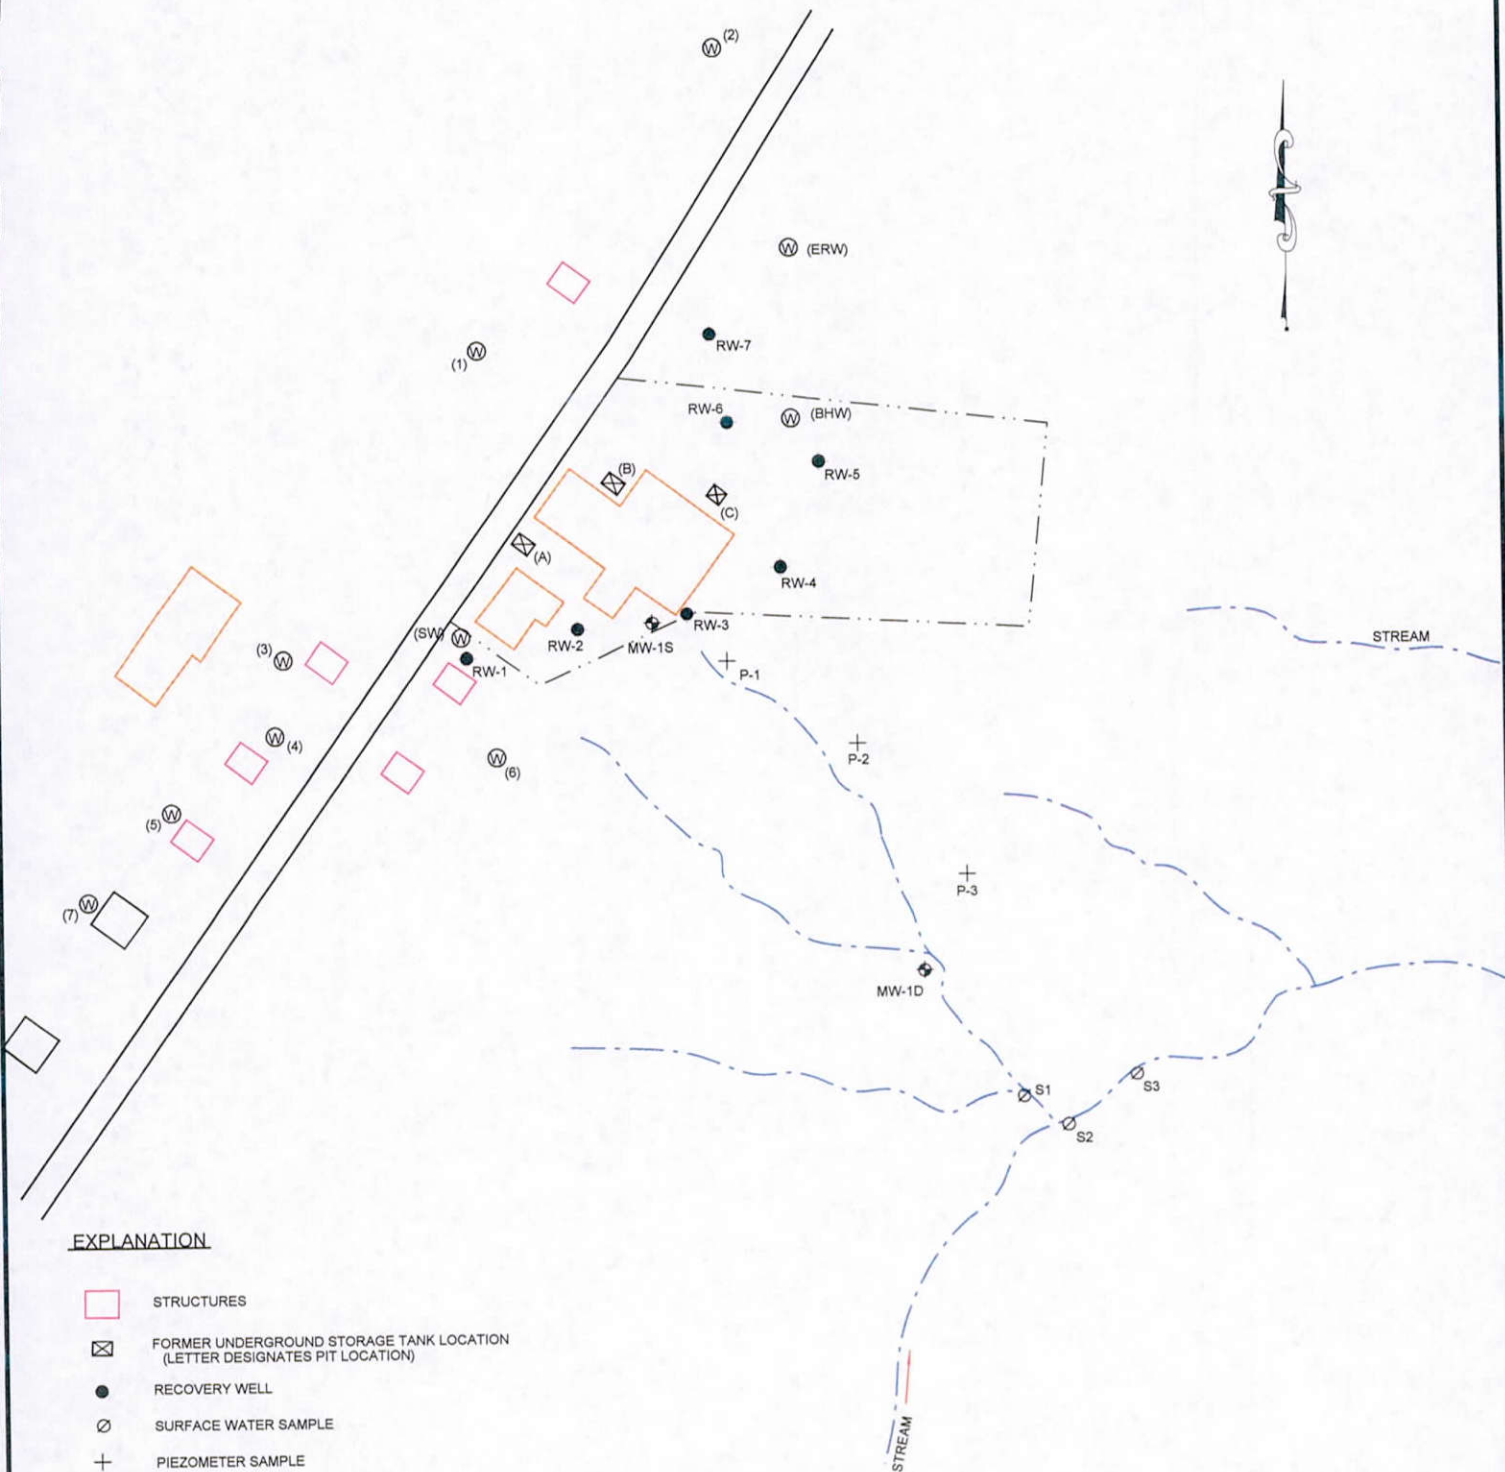 W (2)
W (ERW)
RW-7
(1) W
RW-6
W (BHW)
RW-5
(B)
(C)
(A)
RW-4
RW-3
(SW) W
RW-2
MW-1S
RW-1
STREAM
(3) W
P-1
W (4)
W (6)
P-2
(5) W
P-3
(7) W
MW-1D
S1
S3
S2
EXPLANATION
STRUCTURES
FORMER UNDERGROUND STORAGE TANK LOCATION
(LETTER DESIGNATES PIT LOCATION)
RECOVERY WELL
SURFACE WATER SAMPLE
PIEZOMETER SAMPLE
STREAM